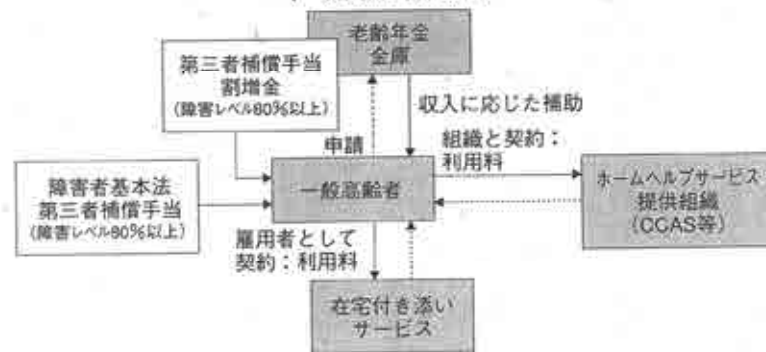 老齢年金
金庫
第三者補償手当
割増金
(障害レベル80%以上)
収入に応じた補助
申請
組織と契約:
利用料
障害者基本法
第三者補償手当
(障害レベル80%以上)
一般高齢者
ホームヘルプサービス
提供組織
(CCAS等)
雇用者として
契約:利用料
在宅付き添い
サービス